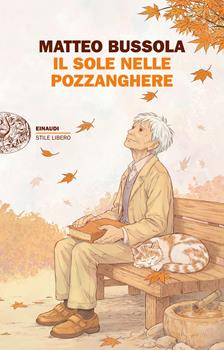 MATTEO BUSSOLA
IL SOLE NELLE
POZZANGHERE
EINAUDI
STILE LIBERO